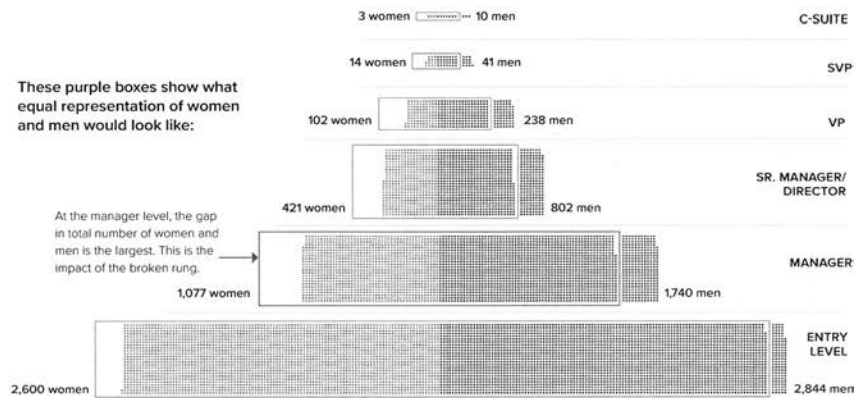 3 women
10 men
C-SUITE
14 women
41 men
SVP
These purple boxes show what
equal representation of women
and men would look like:
102 women
238 men
VP
SR. MANAGER/
DIRECTOR
421 women
802 men
At the manager level, the gap
in total number of women and
men is the largest. This is the
impact of the broken rung.
MANAGER
1,077 women
1,740 men
ENTRY
LEVEL
2,600 women
2,844 men